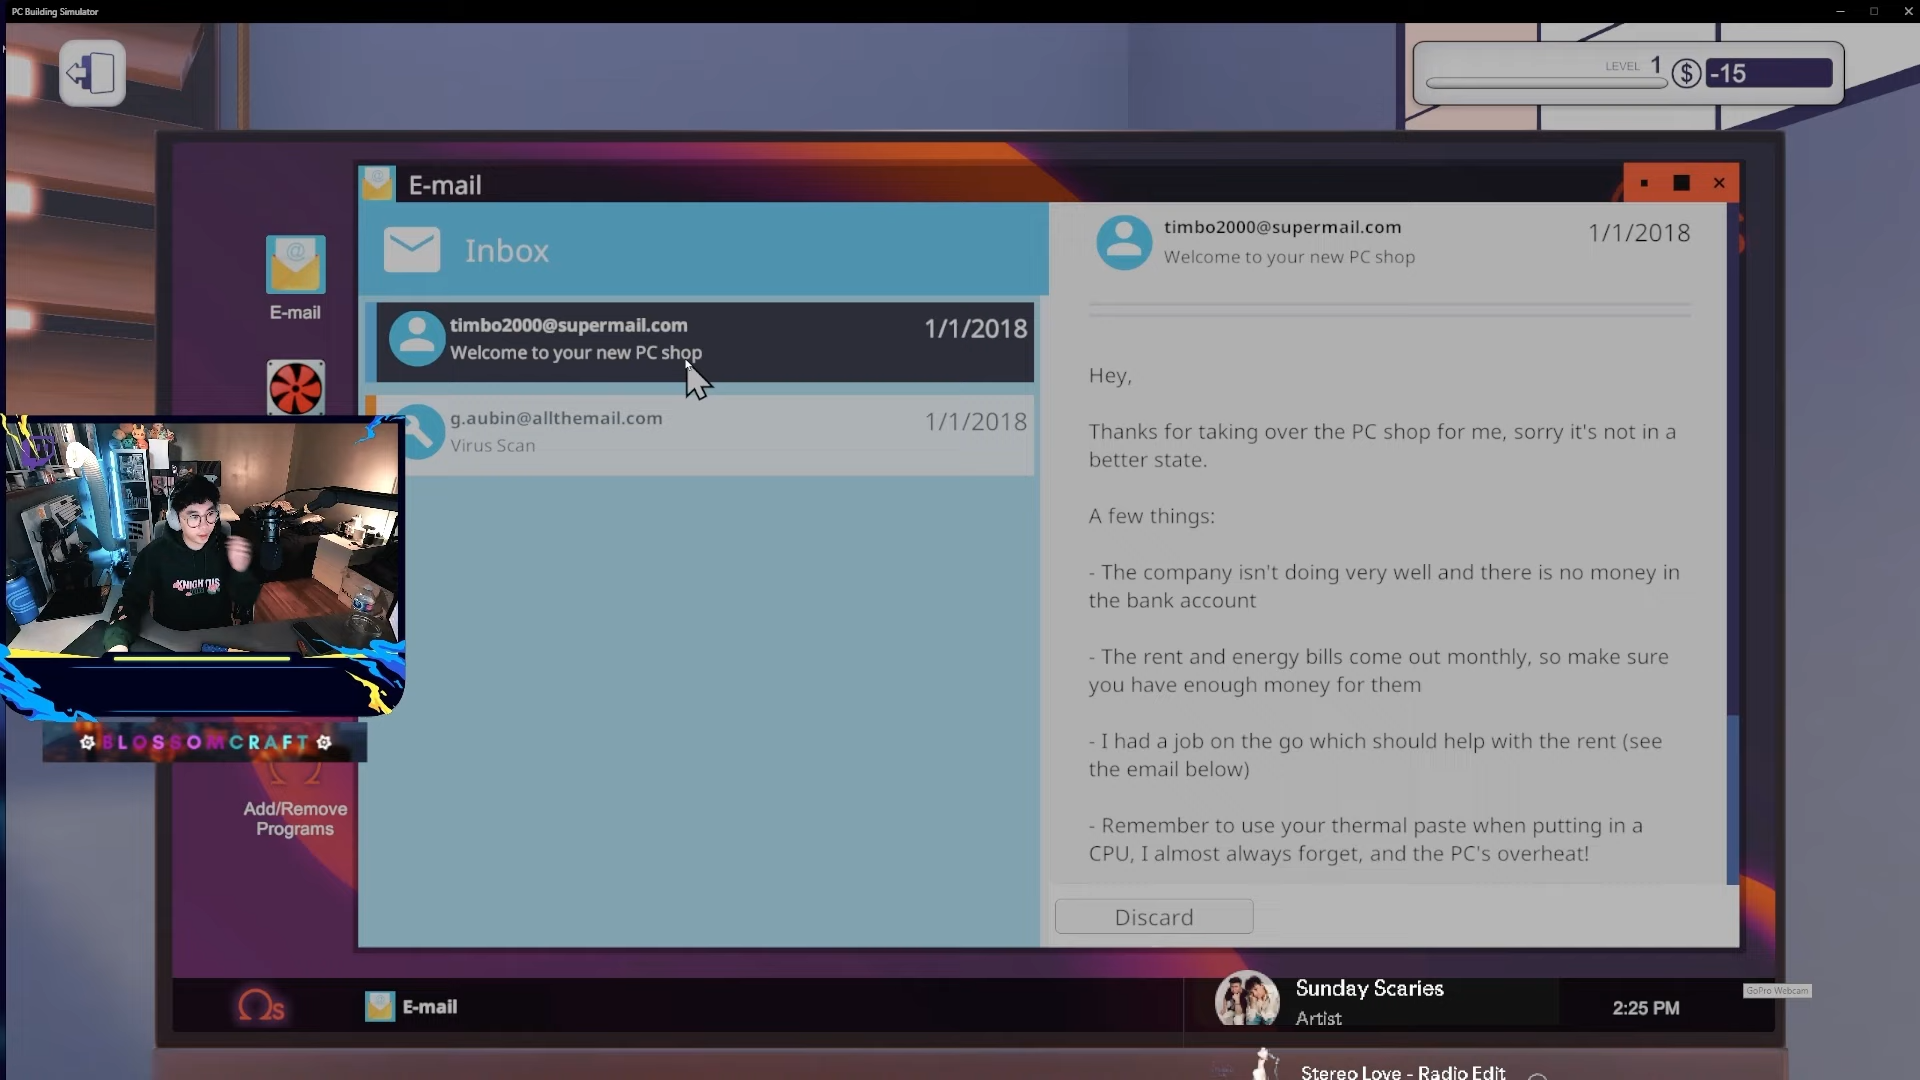 PC Building Simulator
LEVEL 1
$ -15
E-mail
Inbox
E-mail
timbo2000@supermail.com
1/1/2018
Welcome to your new PC shop
g.aubin@allthemail.com
1/1/2018
Virus Scan
timbo2000@supermail.com
1/1/2018
Welcome to your new PC shop
Hey,
Thanks for taking over the PC shop for me, sorry it's not in a
better state.
A few things:
- The company isn't doing very well and there is no money in
the bank account
- The rent and energy bills come out monthly, so make sure
you have enough money for them
- I had a job on the go which should help with the rent (see
the email below)
- Remember to use your thermal paste when putting in a
CPU, I almost always forget, and the PC's overheat!
Discard
BLOSSOMCRAFT
Add/Remove
Programs
Ωs
E-mail
Sunday Scaries
Artist
2:25 PM
GoPro Webcam
Stereo Love - Radio Edit